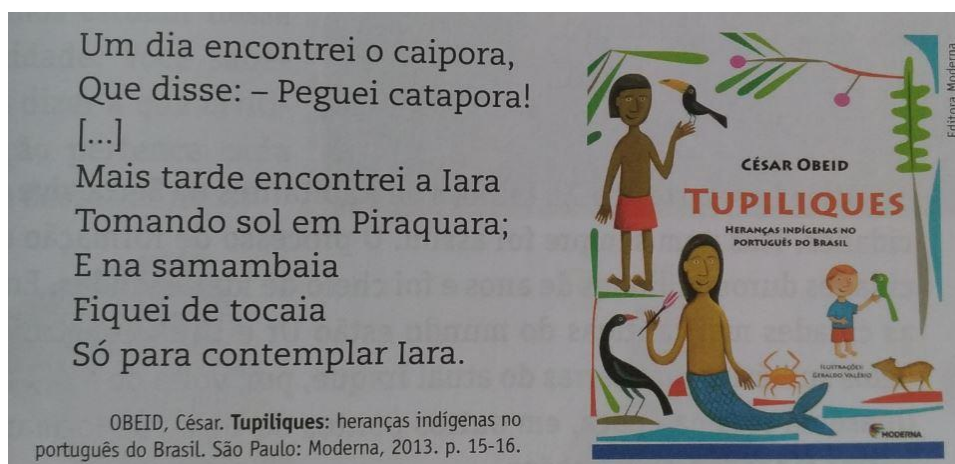 Um dia encontrei o caipora,
Que disse: – Peguei catapora!
[...]
Mais tarde encontrei a Iara
Tomando sol em Piraquara;
E na samambaia
Fiquei de tocaia
Só para contemplar Iara.
OBEID, César. Tupiliques: heranças indígenas no
português do Brasil. São Paulo: Moderna, 2013. p. 15-16.
CÉSAR OBEID
TUPILIQUES
HERANÇAS INDÍGENAS NO
PORTUGUÊS DO BRASIL
ILUSTRAÇÕES:
GERALDO VALÉRIO
MODERNA
Editora Moderna